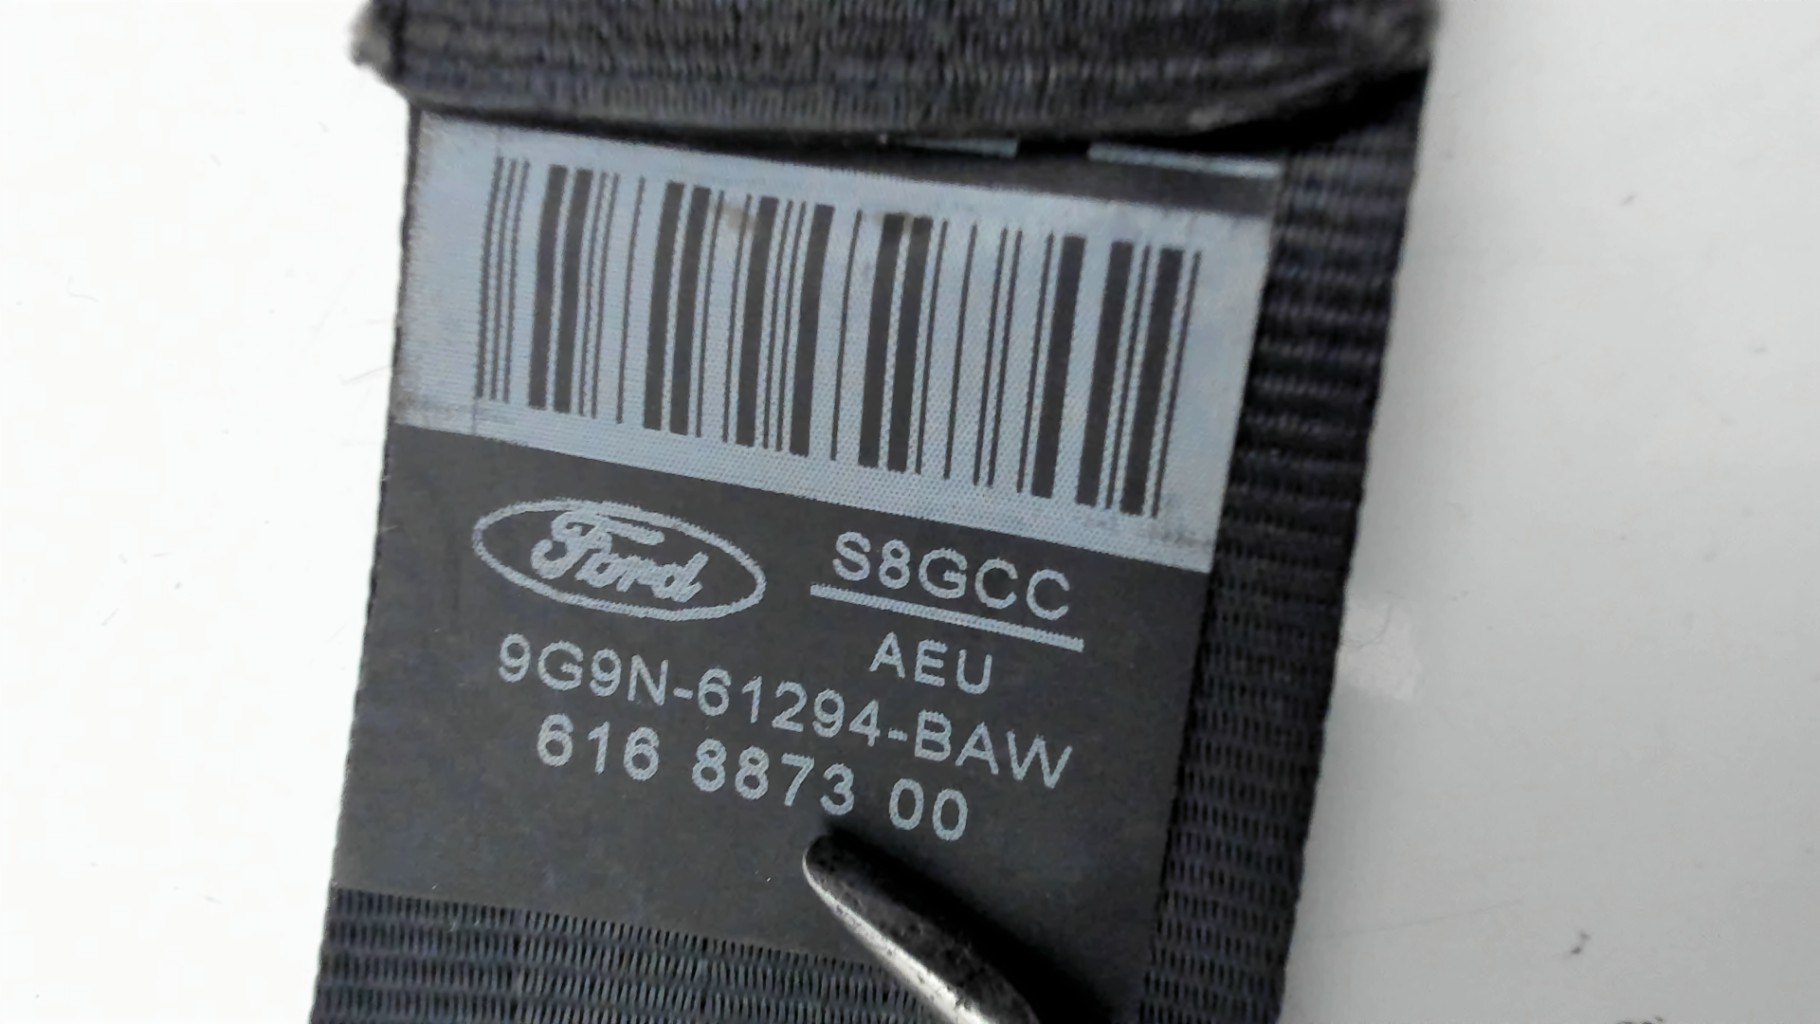 Ford
S8GCC
AEU
9G9N-61294-BAW
616 8873 00